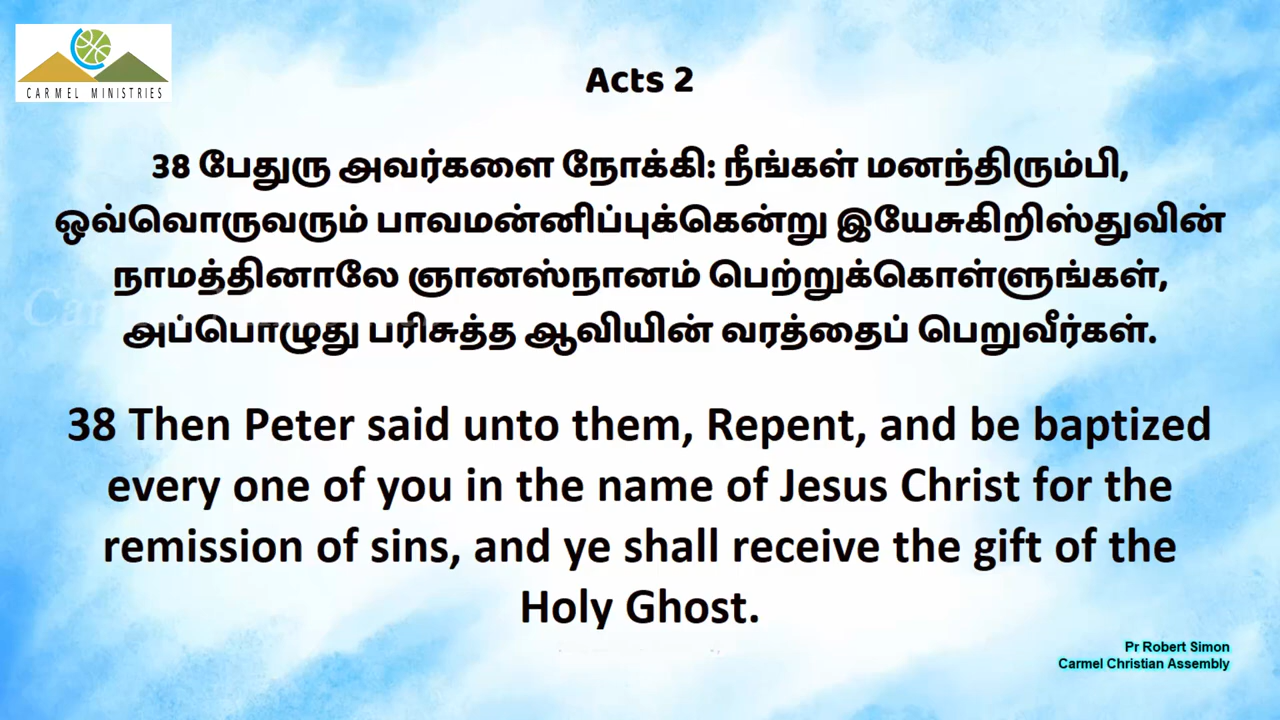 CARMEL MINISTRIES
Acts 2
38 பேதுரு அவர்களை நோக்கி: நீங்கள் மனந்திரும்பி,
ஒவ்வொருவரும் பாவமன்னிப்புக்கென்று இயேசுகிறிஸ்துவின்
நாமத்தினாலே ஞானஸ்நானம் பெற்றுக்கொள்ளுங்கள்,
அப்பொழுது பரிசுத்த ஆவியின் வரத்தைப் பெறுவீர்கள்.
38 Then Peter said unto them, Repent, and be baptized
every one of you in the name of Jesus Christ for the
remission of sins, and ye shall receive the gift of the
Holy Ghost.
Pr Robert Simon
Carmel Christian Assembly